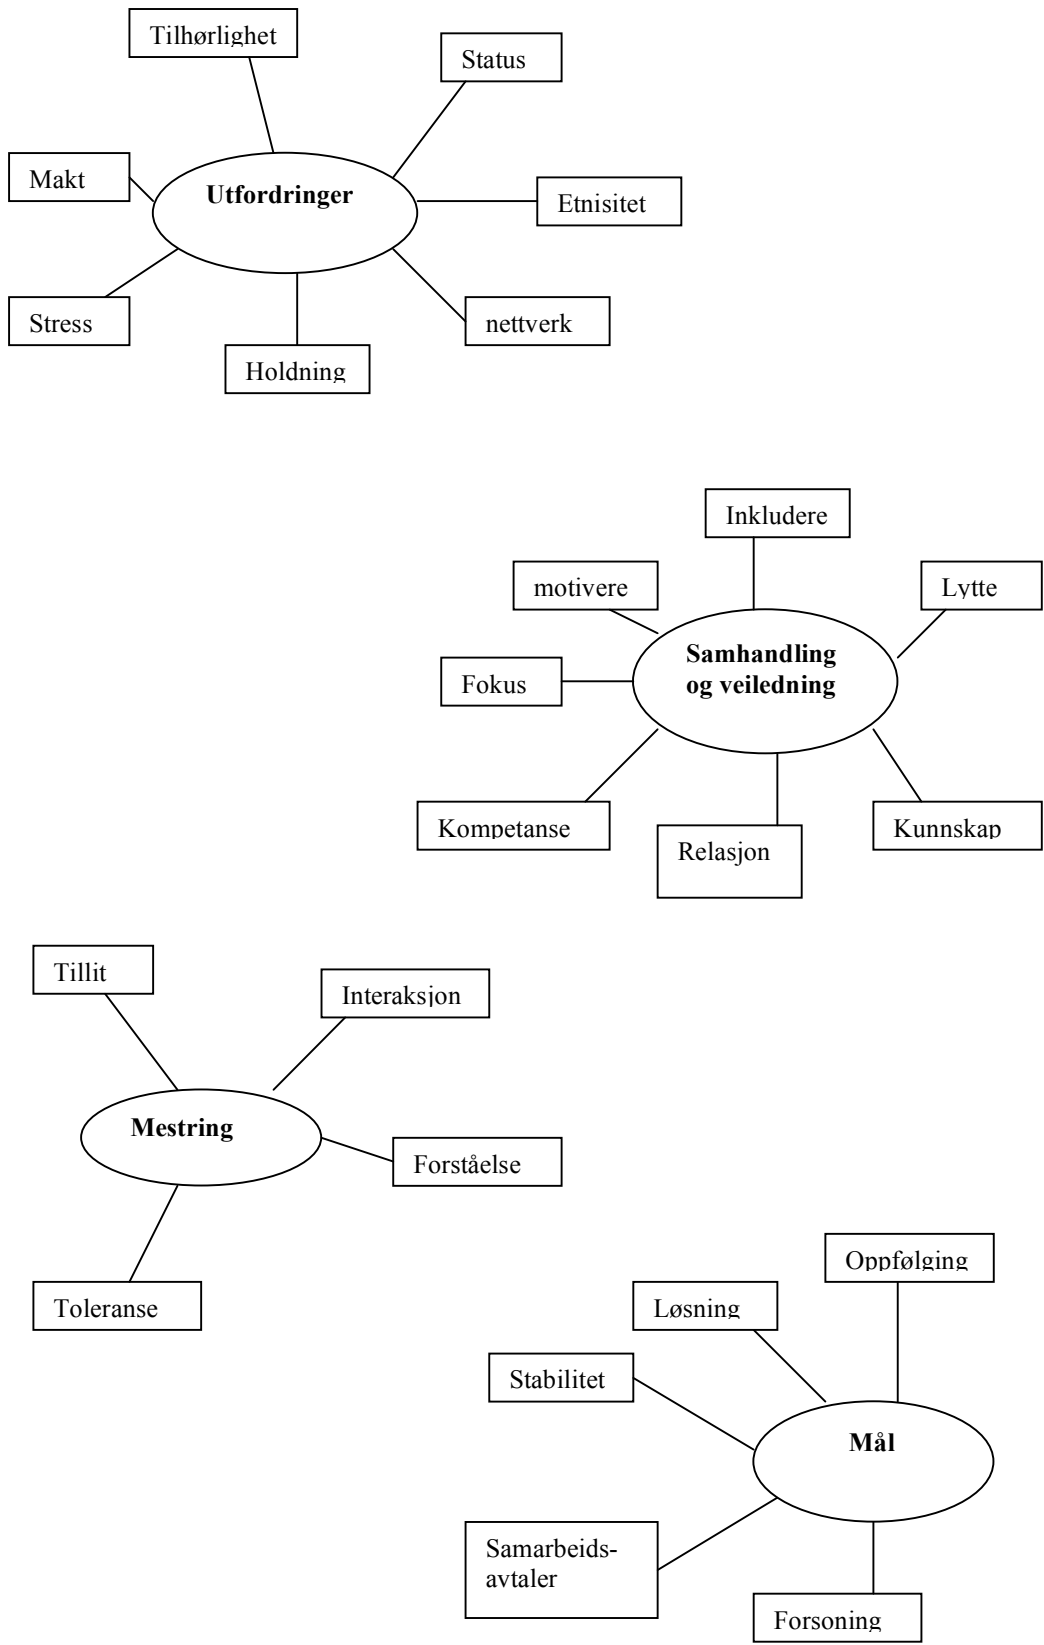 Tilhørlighet
Status
Makt
Utfordringer
Etnisitet
Stress
nettverk
Holdning
Inkludere
motivere
Lytte
Samhandling
og veiledning
Fokus
Kompetanse
Relasjon
Kunnskap
Tillit
Interaksjon
Mestring
Forståelse
Toleranse
Oppfølging
Løsning
Stabilitet
Mål
Samarbeids-
avtaler
Forsoning